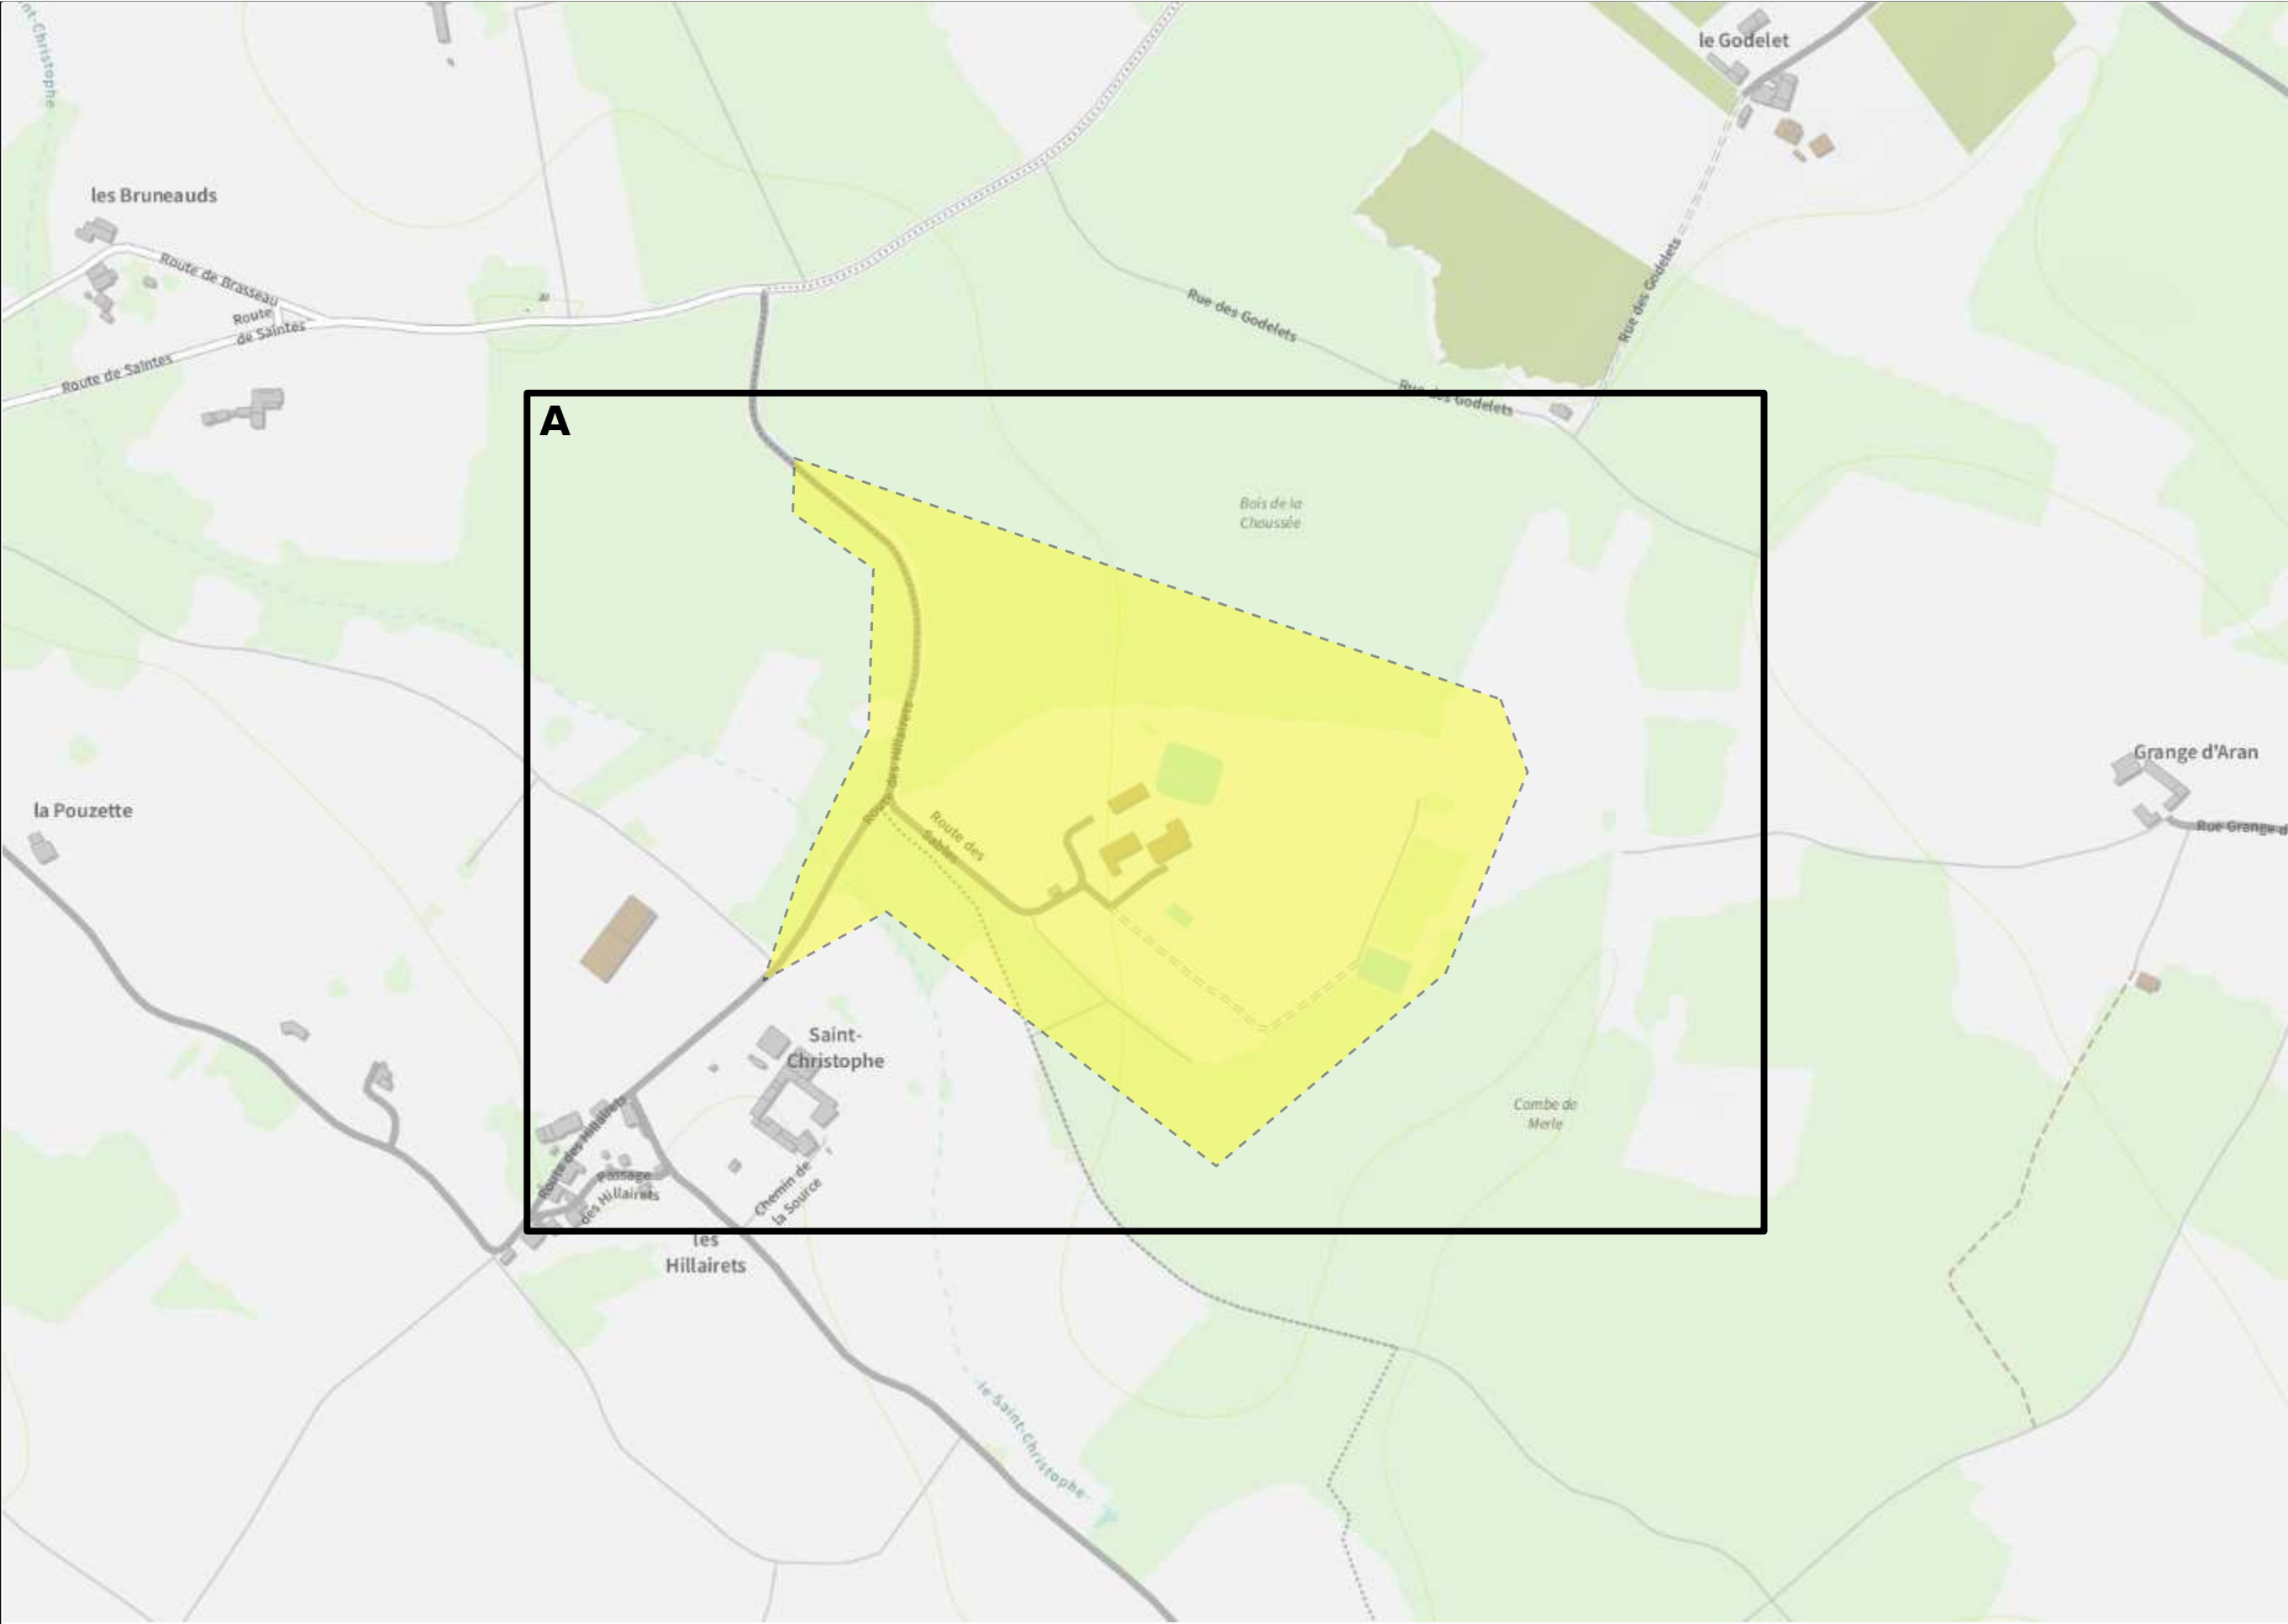 nt-Christophe
le Godelet
les Bruneauds
Route de Brasseau
Route
de Saintes
Route de Saintes
Rue des Godelets
Rue des Godelets
Rue des Godelets
A
Bois de la
Chaussée
Route des Hillairets
Route des
Sables
la Pouzette
Grange d'Aran
Rue Grange d
Saint-
Christophe
Combe de
Merle
Route des Hillairets
Passage
des Hillairets
Chemin de
la Source
les
Hillairets
le Saint-Christophe